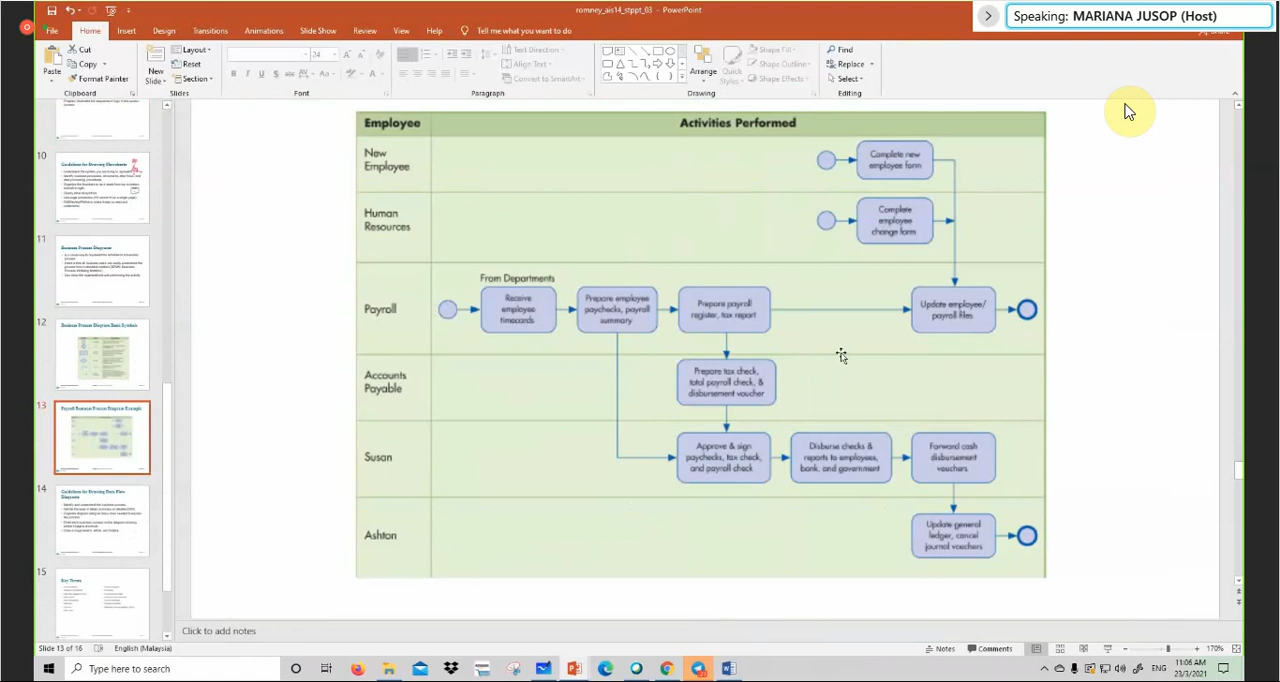 romney_ais14_stppt_03 - PowerPoint
Speaking: MARIANA JUSOP (Host)
File Home Insert Design Transitions Animations Slide Show Review View Help Tell me what you want to do
Cut
Copy
Format Painter
Paste
Clipboard
New
Slide
Layout
Reset
Section
Slides
24
Font
Text Direction
Align Text
Convert to SmartArt
Paragraph
Arrange
Quick
Styles
Shape Fill
Shape Outline
Shape Effects
Drawing
Find
Replace
Select
Editing
10
Guidelines for Drawing Flowcharts
11
Business Process Diagrams
12
Business Process Diagram Basic Symbols
13
Payroll Business Process Diagram Example
14
Guidelines for Drawing Data Flow
Diagrams
15
Key Terms
Employee Activities Performed
New
Employee
Complete new
employee form
Human
Resources
Complete
employee
change form
Payroll
From Departments
Receive
employee
timecards
Prepare employee
paychecks, payroll
summary
Prepare payroll
register, tax report
Update employee/
payroll files
Accounts
Payable
Prepare tax check,
total payroll check, &
disbursement voucher
Susan
Approve & sign
paychecks, tax check,
and payroll check
Disburse checks &
reports to employees,
bank, and government
Forward cash
disbursement
vouchers
Ashton
Update general
ledger, cancel
journal vouchers
Click to add notes
Slide 13 of 16 English (Malaysia) Notes Comments 170%
Type here to search
ENG
11:06 AM
23/3/2021